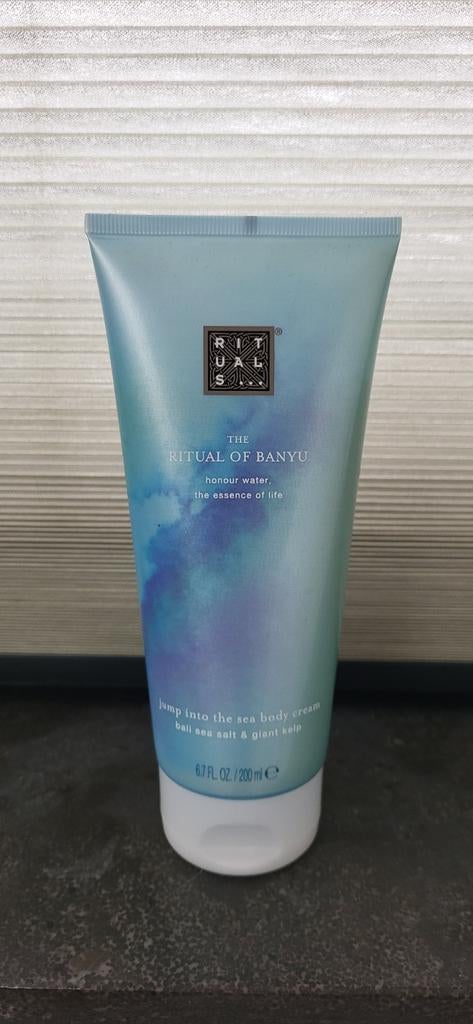 RIT
UAL
S...
®
THE
RITUAL OF BANYU
honour water,
the essence of life
jump into the sea body cream
bali sea salt & giant kelp
6.7 FL. OZ. / 200 ml ℮